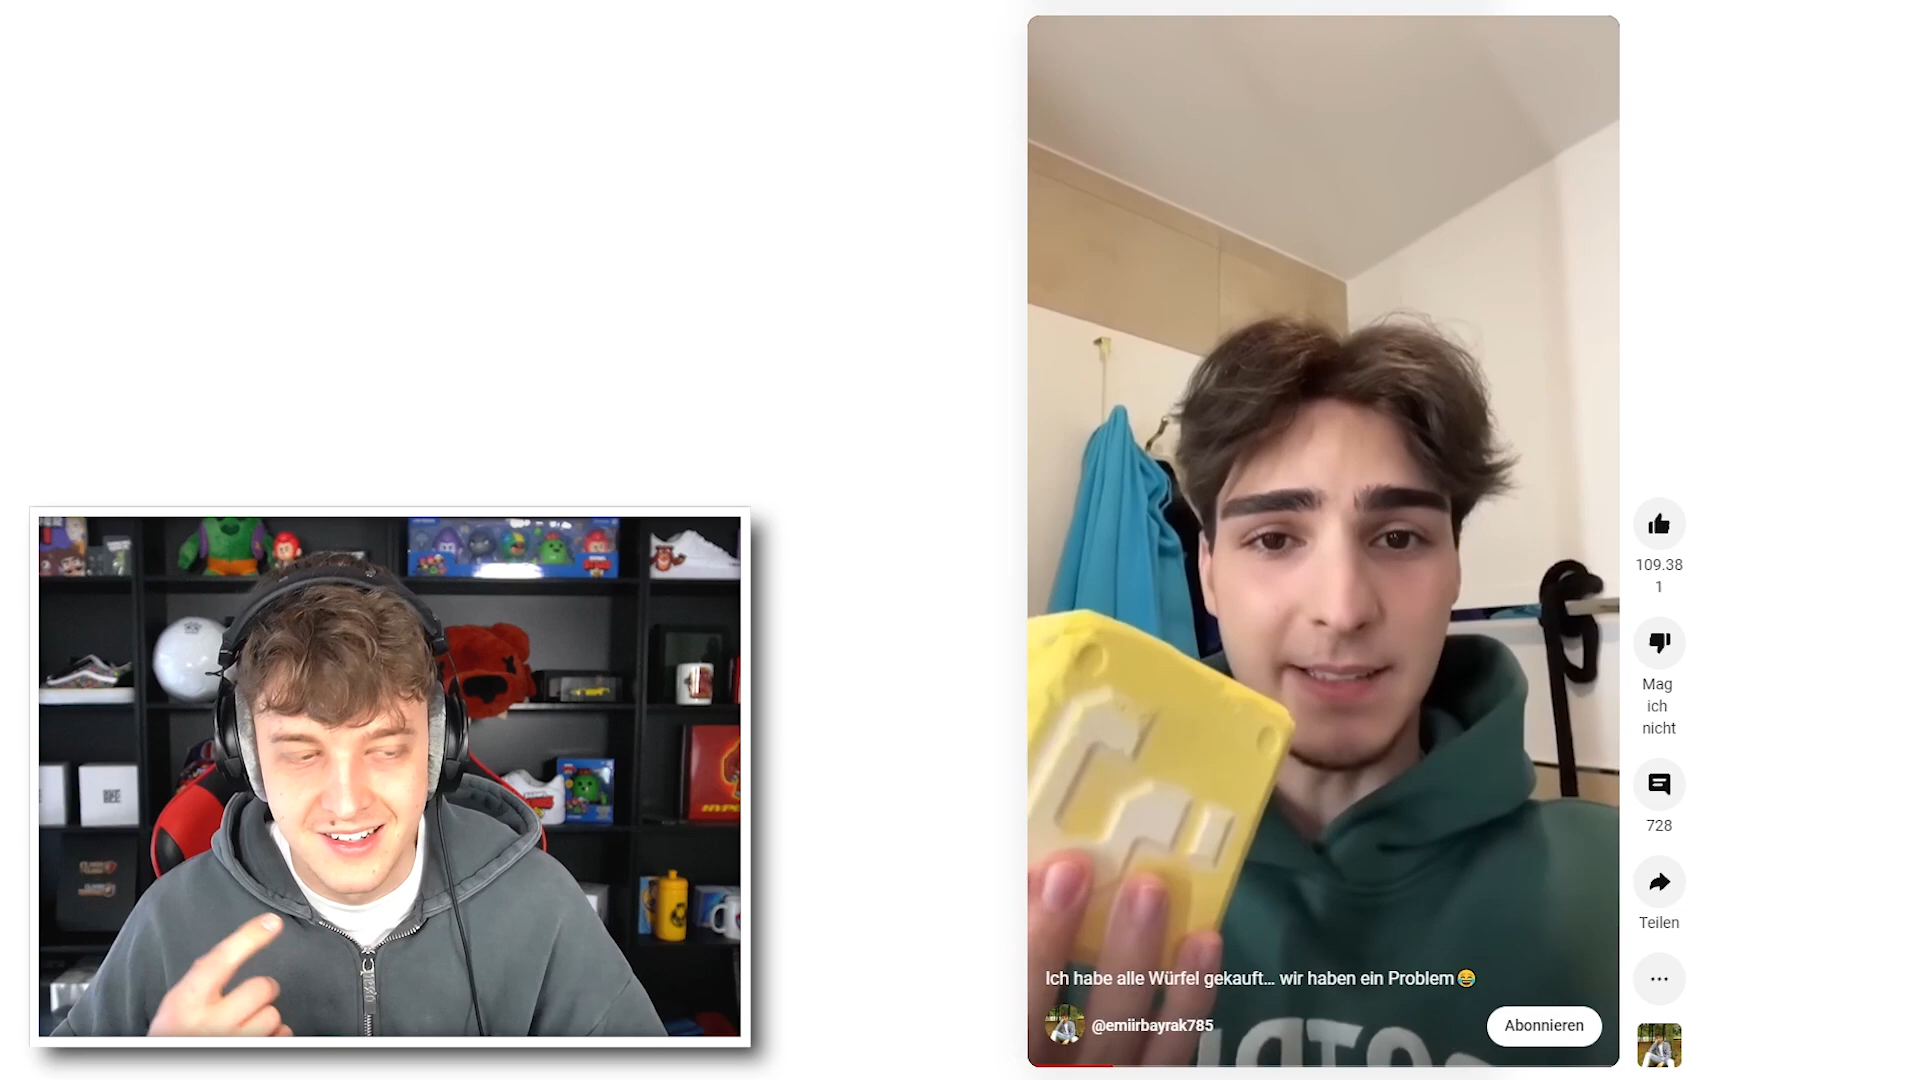 109.38
1
Mag
ich
nicht
728
Teilen
Ich habe alle Würfel gekauft... wir haben ein Problem😂
@emiirbayrak785
Abonnieren